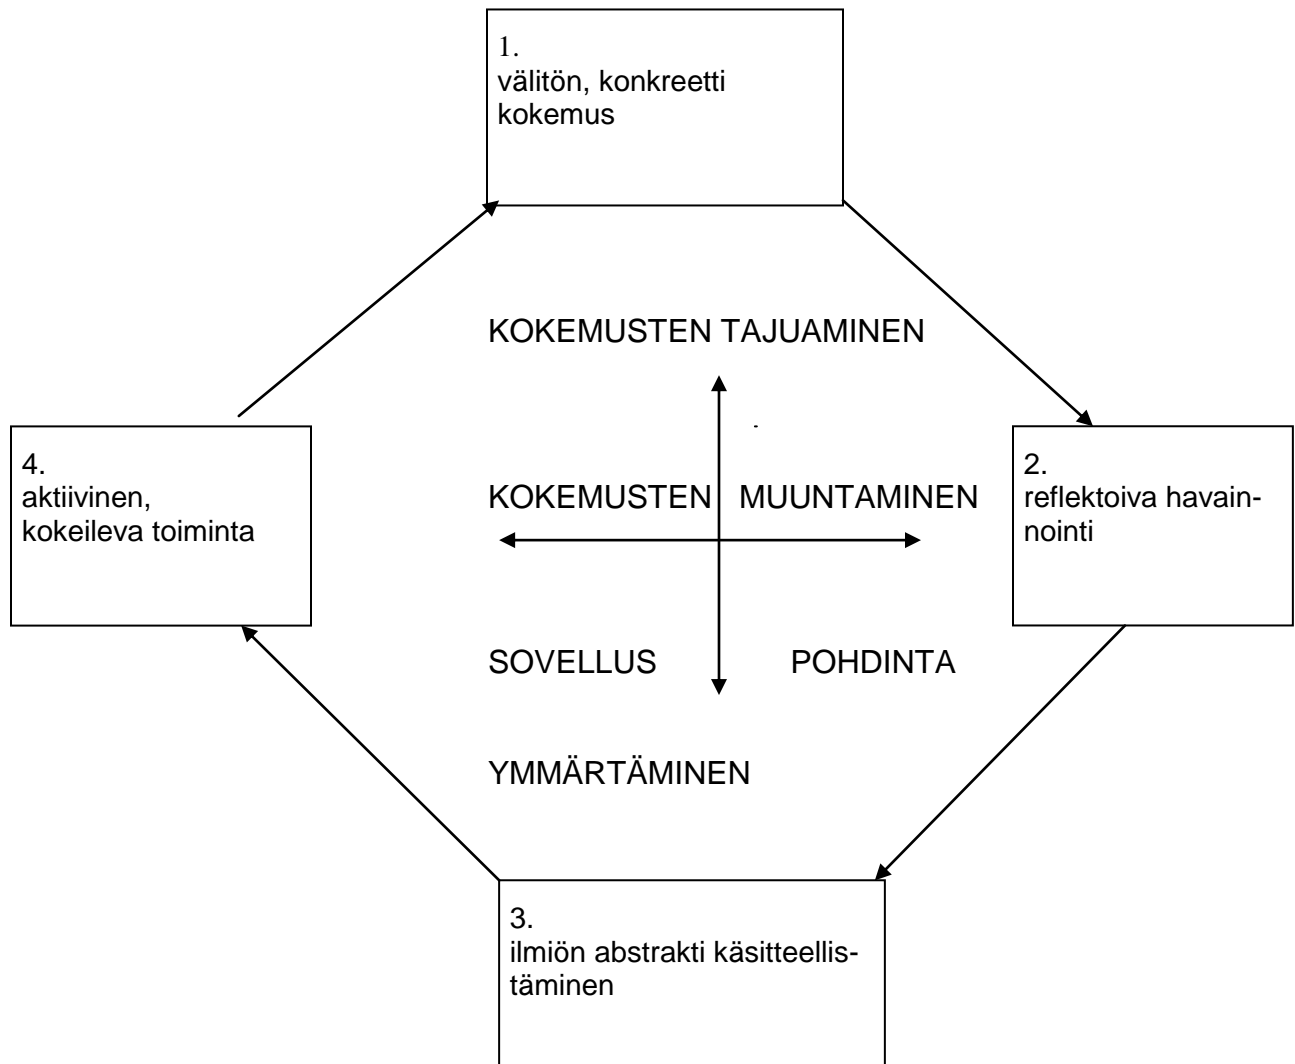 1.
välitön, konkreetti
kokemus
KOKEMUSTEN TAJUAMINEN
4.
aktiivinen,
kokeileva toiminta
KOKEMUSTEN MUUNTAMINEN
2.
reflektoiva havain-
nointi
SOVELLUS POHDINTA
YMMÄRTÄMINEN
3.
ilmiön abstrakti käsitteellis-
täminen